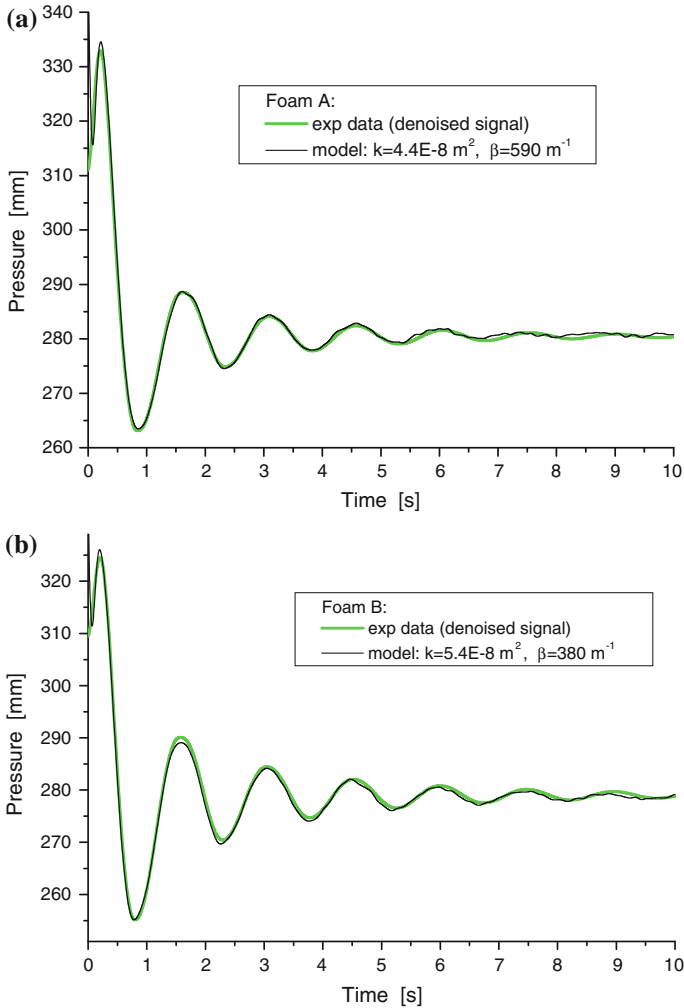 (a)
340
330
320
310
300
290
280
270
260
Pressure [mm]
Foam A:
exp data (denoised signal)
model: k=4.4E-8 m², β=590 m⁻¹
0 1 2 3 4 5 6 7 8 9 10
Time [s]
(b)
320
310
300
290
280
270
260
Pressure [mm]
Foam B:
exp data (denoised signal)
model: k=5.4E-8 m², β=380 m⁻¹
0 1 2 3 4 5 6 7 8 9 10
Time [s]